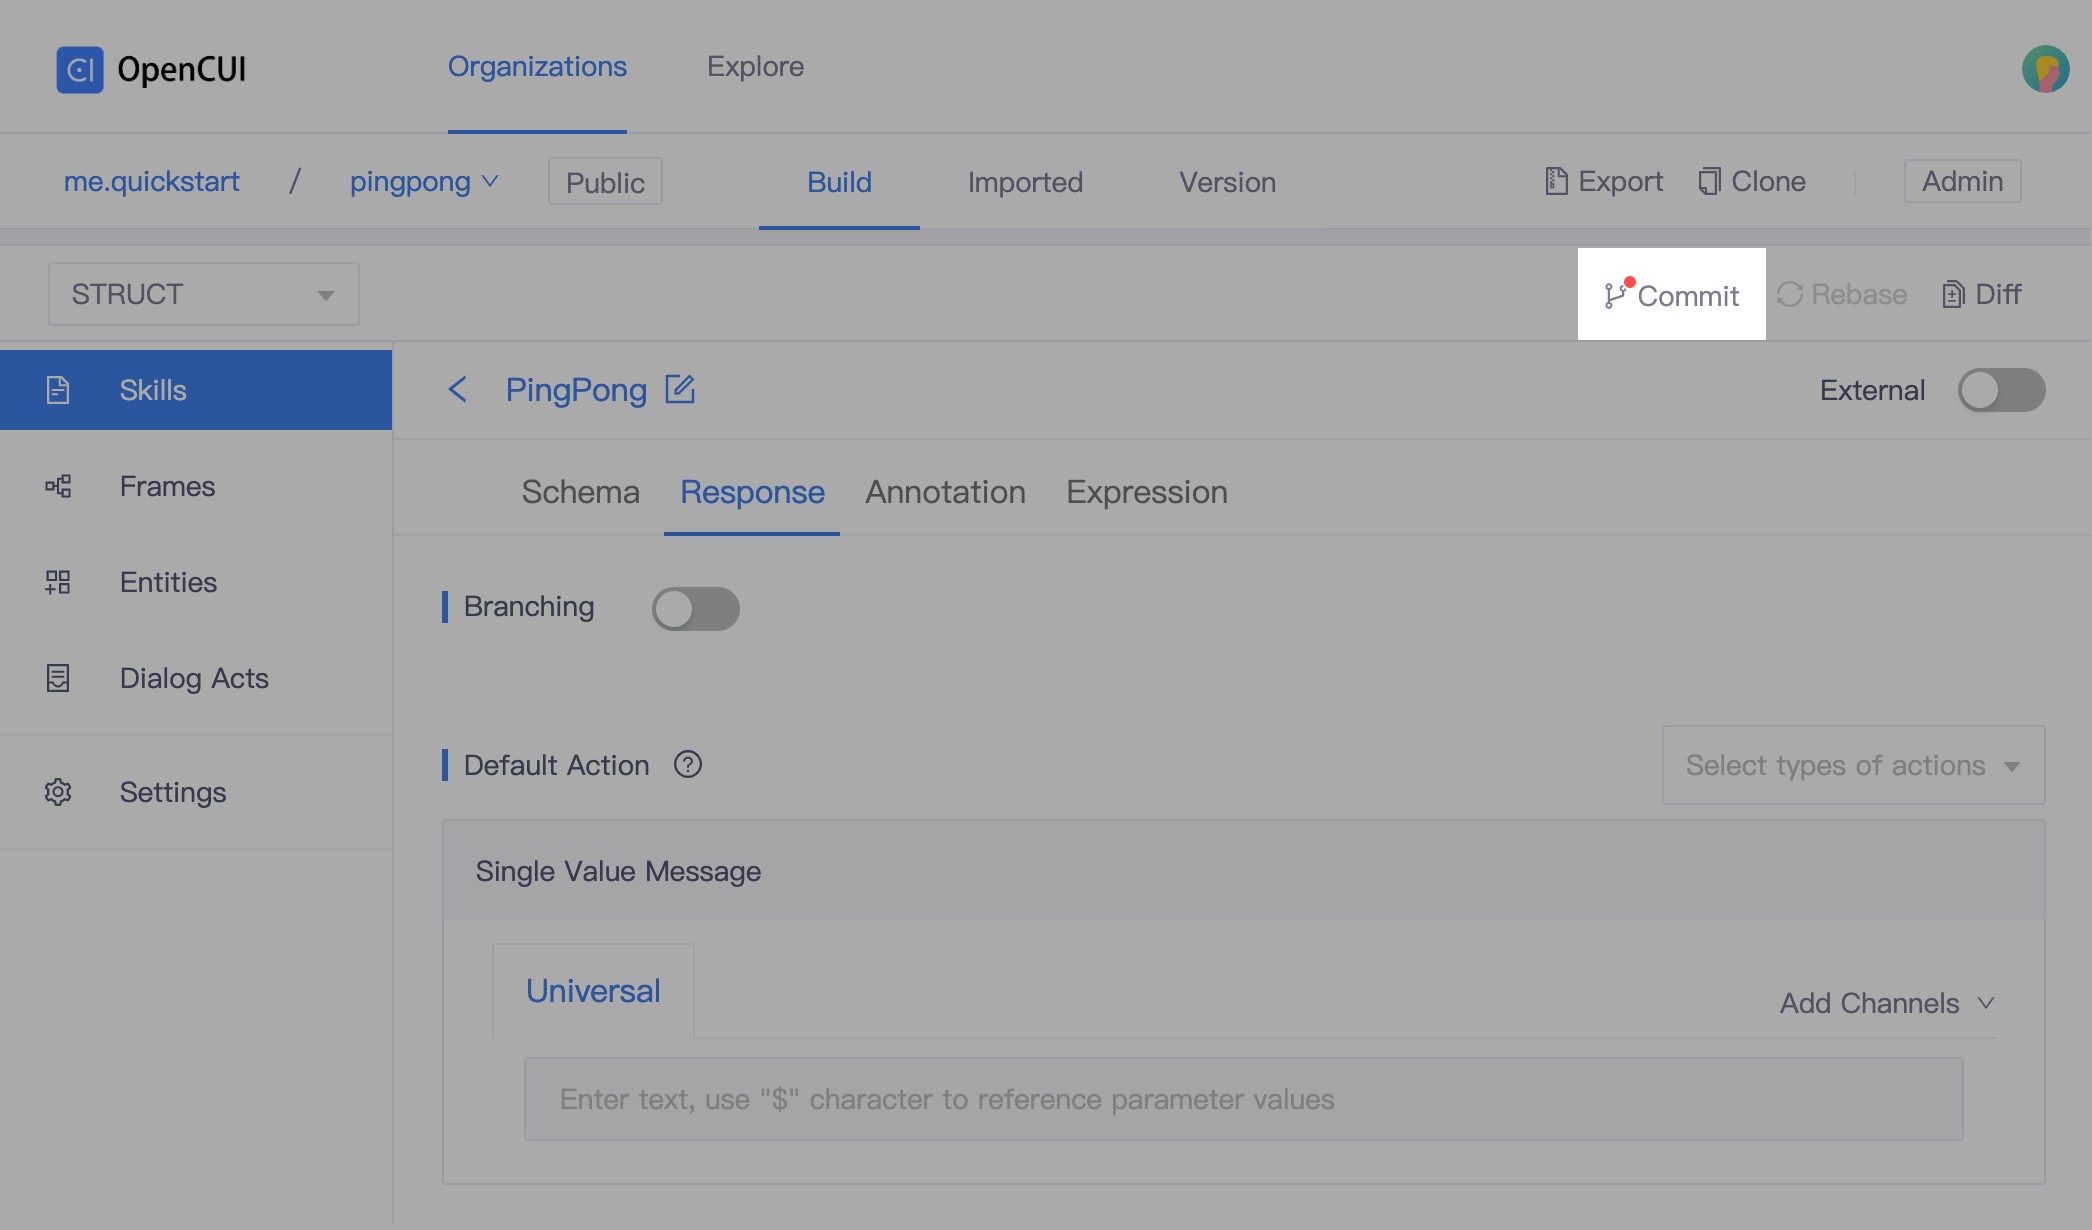 OpenCUI
Organizations
Explore
me.quickstart / pingpong
Public
Build
Imported
Version
Export
Clone
Admin
STRUCT
Commit
Rebase
Diff
Skills
Frames
Entities
Dialog Acts
Settings
PingPong
External
Schema
Response
Annotation
Expression
Branching
Default Action
Select types of actions
Single Value Message
Universal
Add Channels
Enter text, use "$" character to reference parameter values